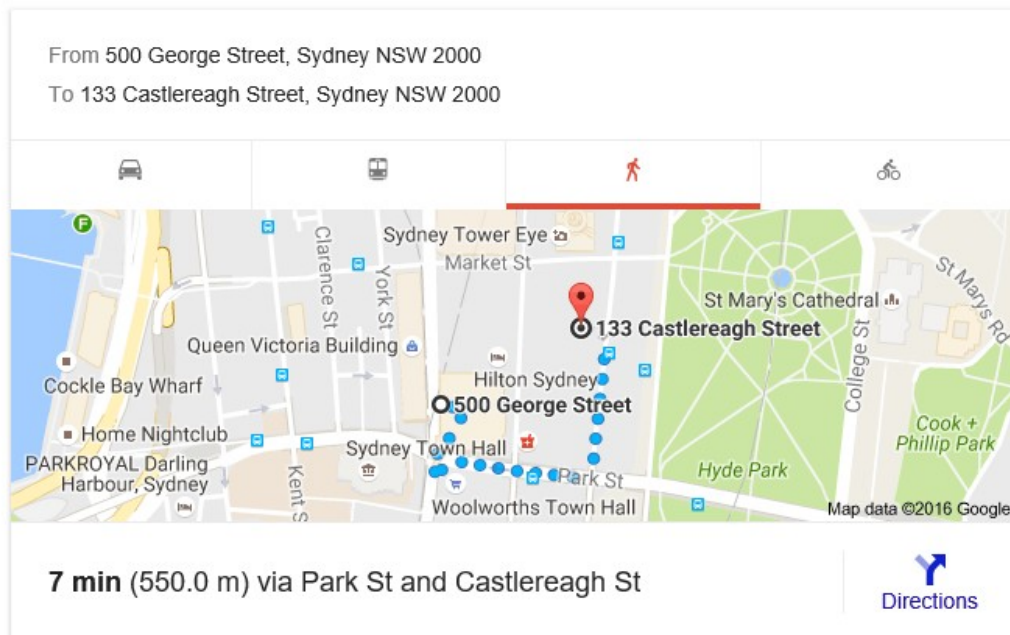 From 500 George Street, Sydney NSW 2000
To 133 Castlereagh Street, Sydney NSW 2000
F
Sydney Tower Eye
Market St
Clarence St
York St
St Mary's Cathedral
St Marys Rd
133 Castlereagh Street
Queen Victoria Building
College St
Cockle Bay Wharf
Hilton Sydney
500 George Street
Home Nightclub
Sydney Town Hall
Cook +
Phillip Park
PARKROYAL Darling
Harbour, Sydney
Kent S
Park St
Hyde Park
Woolworths Town Hall
Map data ©2016 Google
7 min (550.0 m) via Park St and Castlereagh St
Directions